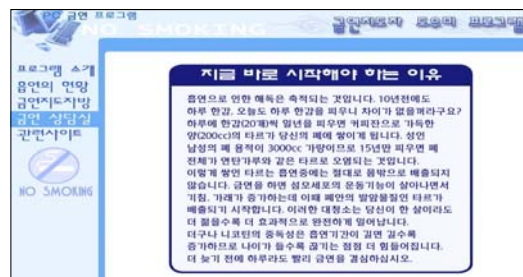 PC 금연 프로그램
NO SMOKING
금연지도자 도우미 프로그램
프로그램 소개
흡연의 현황
금연지도지방
금연 상담실
관련사이트
NO SMOKING
지금 바로 시작해야 하는 이유
흡연으로 인한 해독은 축적되는 것입니다. 10년전에도
하루 한갑, 오늘도 하루 한갑을 피우니 차이가 없을꺼라구요?
하루에 한갑(20개)씩 일년을 피우면 커피잔으로 가득한
양(200cc)의 타르가 당신의 폐에 쌓이게 됩니다. 성인
남성의 폐 용적이 3000cc 가량이므로 15년만 피우면 폐
전체가 연탄가루와 같은 타르로 오염되는 것입니다.
이렇게 쌓인 타르는 흡연중에는 절대로 몸밖으로 배출되지
않습니다. 금연을 하면 섬모세포의 운동기능이 살아나면서
기침, 가래가 증가하는데 이때 폐안의 발암물질인 타르가
배출되기 시작합니다. 이러한 대청소는 당신이 한 살이라도
더 젊을수록 더 효과적으로 완전하게 일어납니다.
더구나 니코틴의 중독성은 흡연기간이 길면 길수록
증가하므로 나이가 들수록 끊기는 점점 더 힘들어집니다.
더 늦기 전에 하루라도 빨리 금연을 결심하십시오.